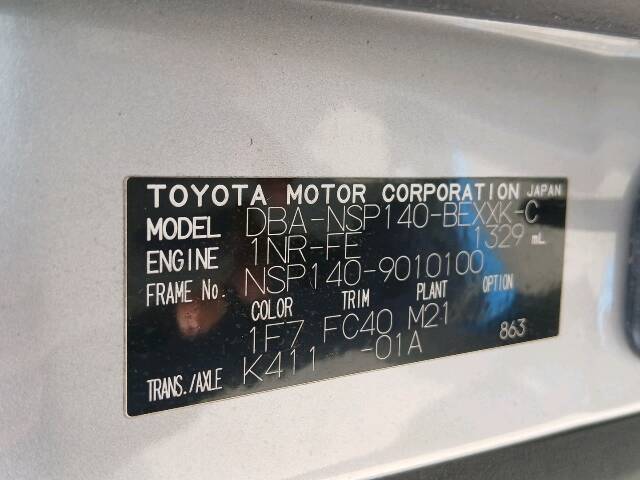 TOYOTA MOTOR CORPORATION JAPAN
MODEL DBA-NSP140-BEXXK-C
ENGINE 1NR-FE 1329 mL
FRAME No. NSP140-9010100
COLOR TRIM PLANT OPTION
1F7 FC40 M21 863
TRANS./AXLE K411 -01A